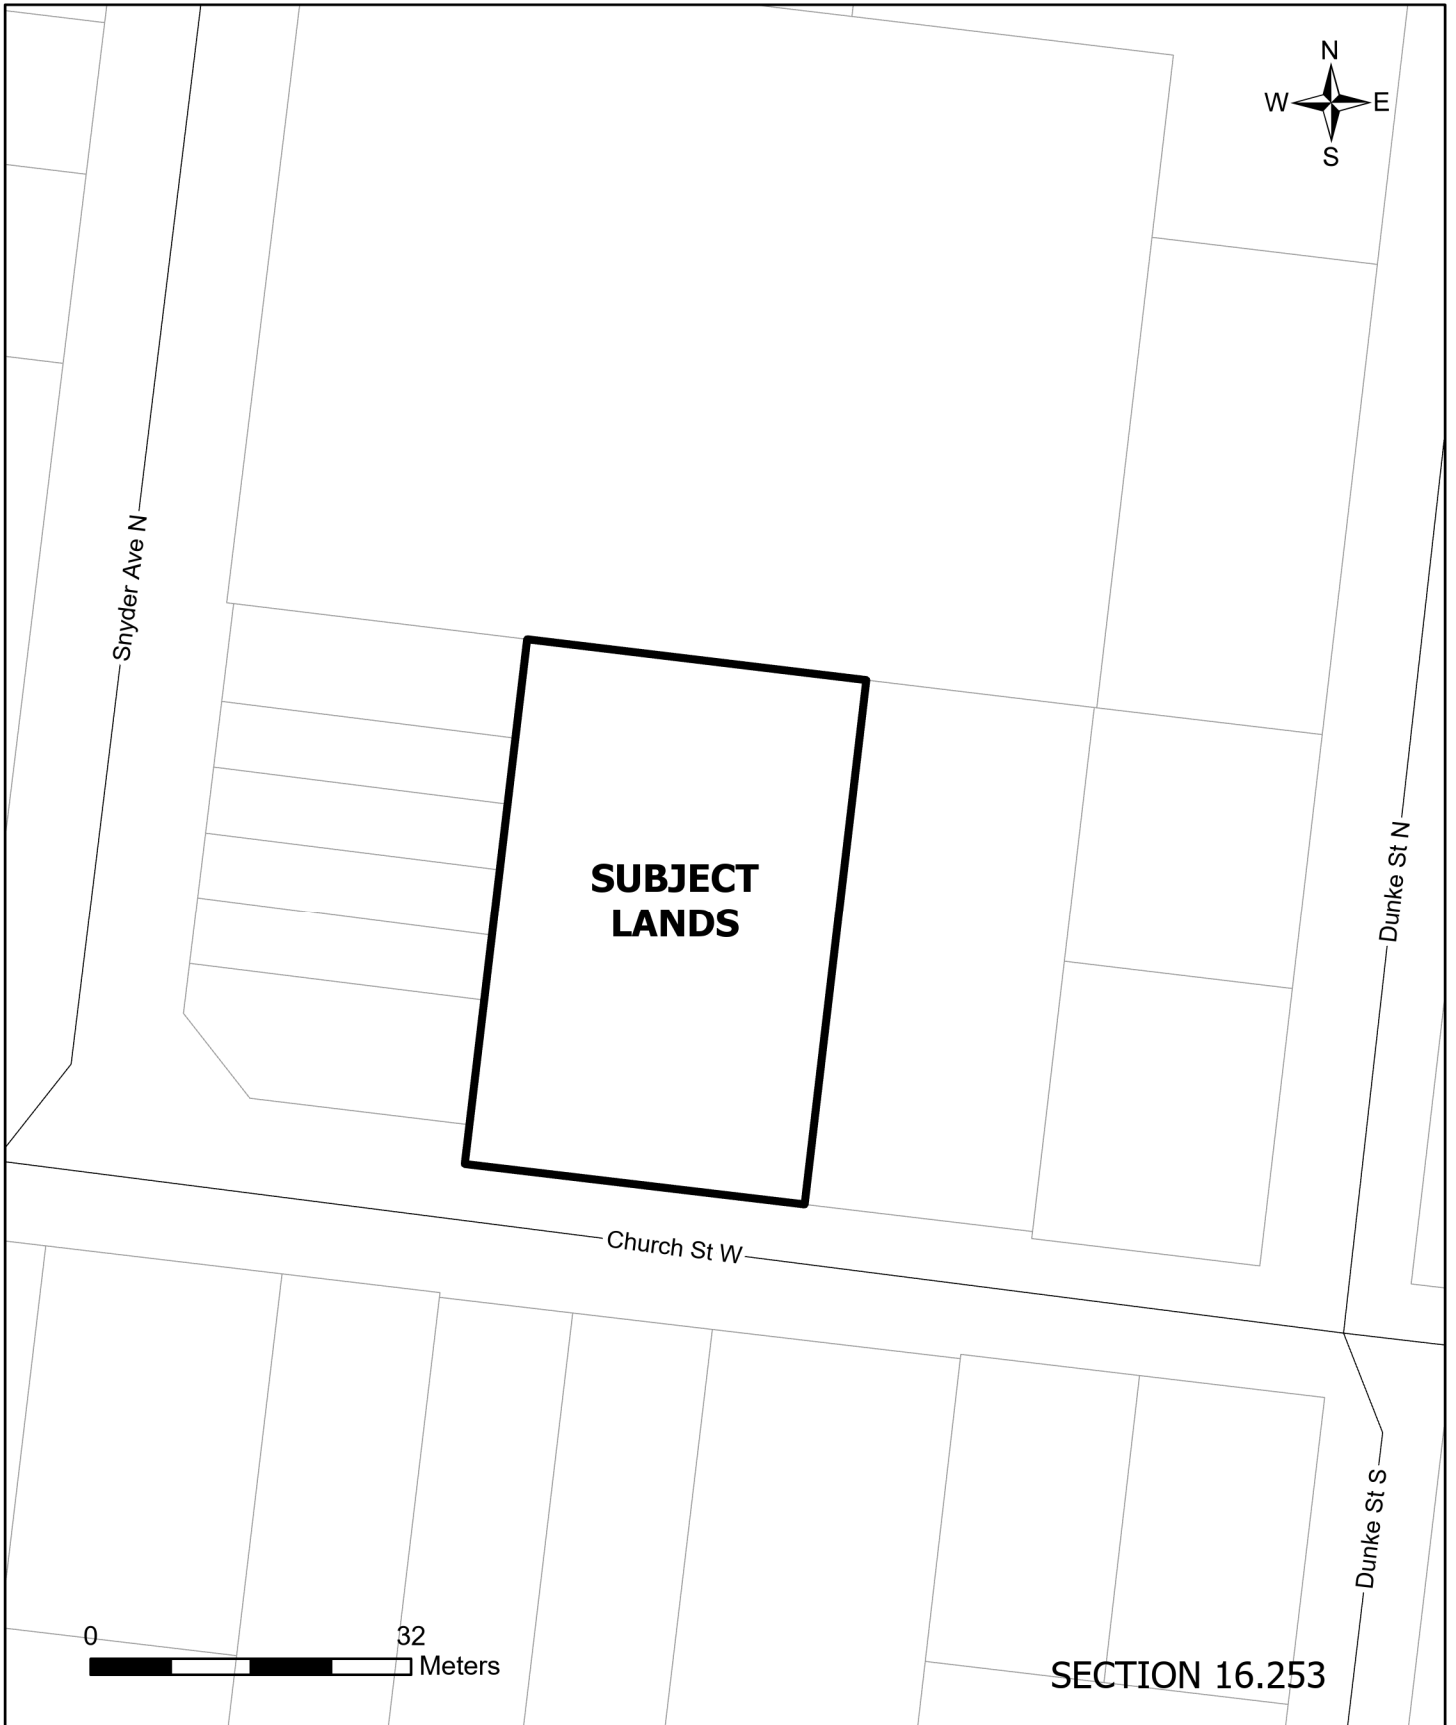 N
W E
S
Snyder Ave N
SUBJECT
LANDS
Dunke St N
Church St W
Dunke St S
0 32
Meters
SECTION 16.253